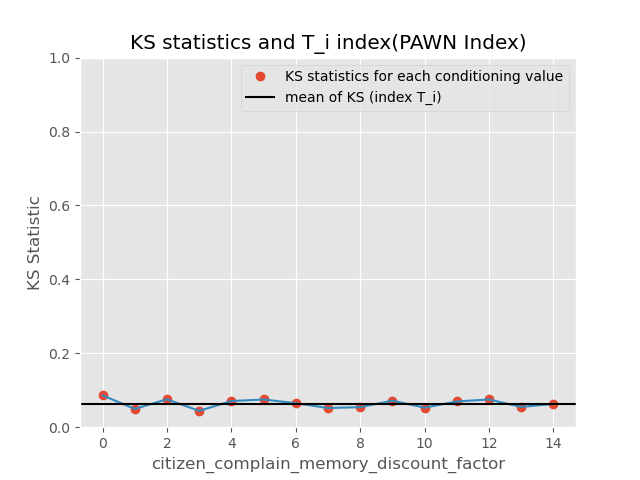 KS statistics and T_i index(PAWN Index)
KS statistics for each conditioning value
mean of KS (index T_i)
KS Statistic
1.0
0.8
0.6
0.4
0.2
0.0
0 2 4 6 8 10 12 14
citizen_complain_memory_discount_factor